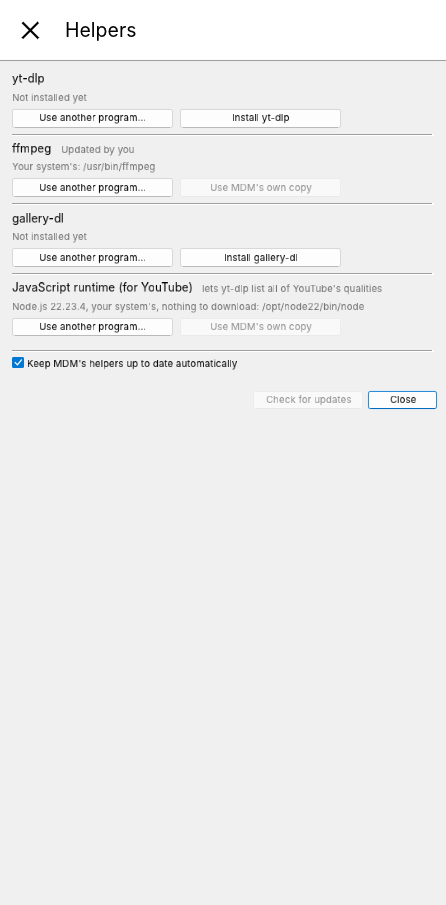 Helpers
yt-dlp
Not installed yet
Use another program... Install yt-dlp
ffmpeg Updated by you
Your system's: /usr/bin/ffmpeg
Use another program... Use MDM's own copy
gallery-dl
Not installed yet
Use another program... Install gallery-dl
JavaScript runtime (for YouTube) lets yt-dlp list all of YouTube's qualities
Node.js 22.23.4, your system's, nothing to download: /opt/node22/bin/node
Use another program... Use MDM's own copy
Keep MDM's helpers up to date automatically
Check for updates Close